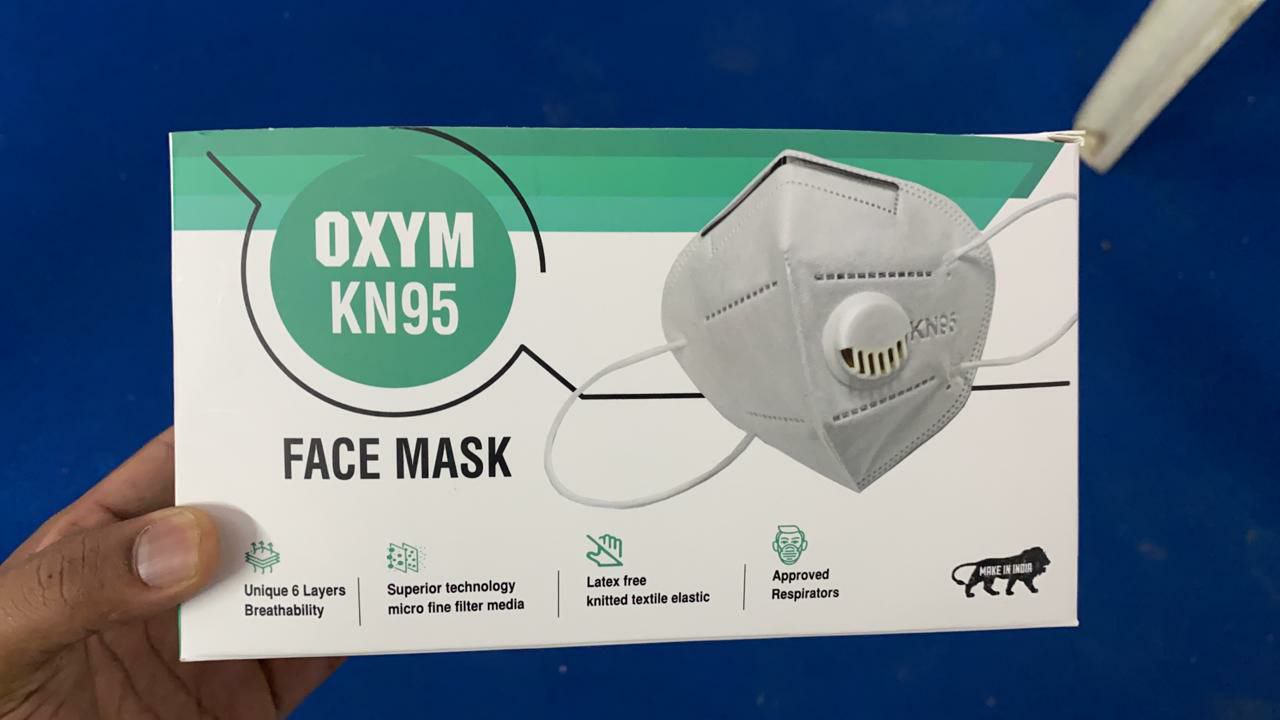 OXYM
KN95
FACE MASK
KN95
Unique 6 Layers
Breathability
Superior technology
micro fine filter media
Latex free
knitted textile elastic
Approved
Respirators
MAKE IN INDIA